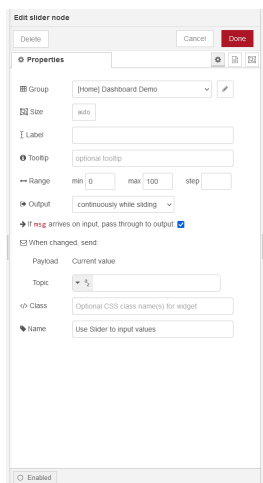 Edit slider node
Delete Cancel Done
Properties
Group [Home] Dashboard Demo
Size auto
Label
Tooltip optional tooltip
Range min 0 max 100 step
Output continuously while sliding
If msg arrives on input, pass through to output:
When changed, send:
Payload Current value
Topic
</> Class Optional CSS class name(s) for widget
Name Use Slider to input values
Enabled